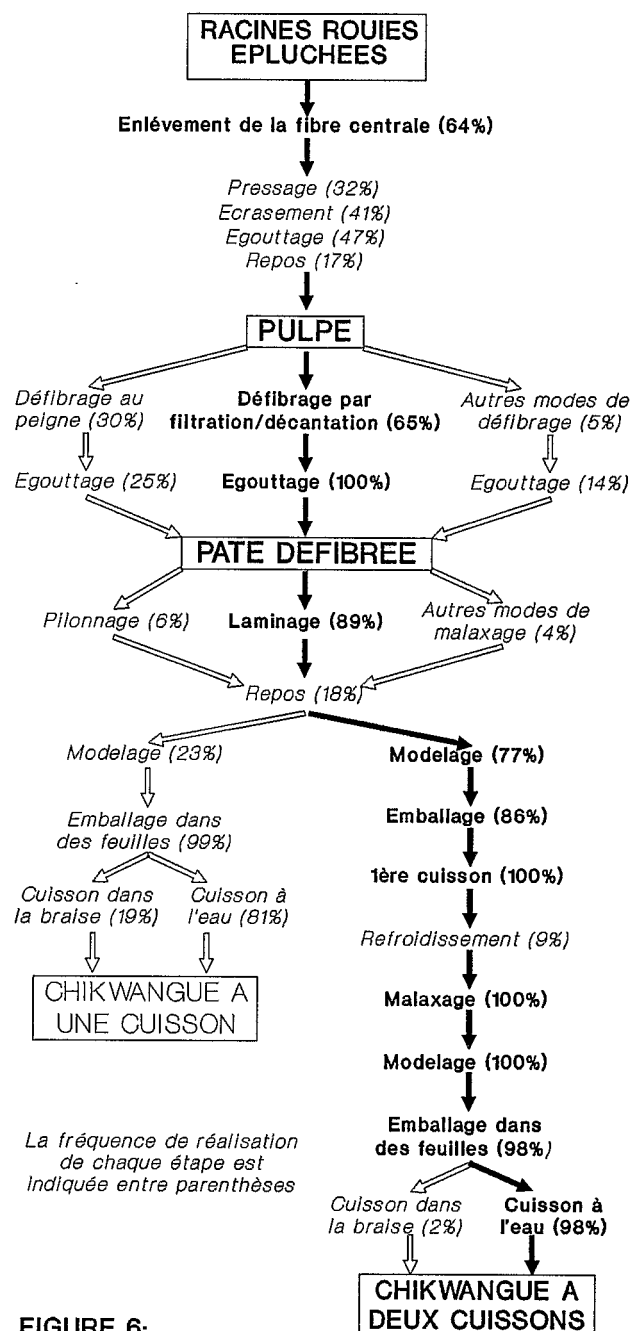 RACINES ROUIES
EPLUCHEES
Enlévement de la fibre centrale (64%)
Pressage (32%)
Ecrasement (41%)
Egouttage (47%)
Repos (17%)
PULPE
Défibrage au
peigne (30%)
Défibrage par
filtration/décantation (65%)
Autres modes de
défibrage (5%)
Egouttage (25%)
Egouttage (100%)
Egouttage (14%)
PATE DEFIBREE
Pilonnage (6%)
Laminage (89%)
Autres modes de
malaxage (4%)
Repos (18%)
Modelage (23%)
Emballage dans
des feuilles (99%)
Cuisson dans
la braise (19%)
Cuisson à
l'eau (81%)
CHIKWANGUE A
UNE CUISSON
Modelage (77%)
Emballage (86%)
1ère cuisson (100%)
Refroidissement (9%)
Malaxage (100%)
Modelage (100%)
Emballage dans
des feuilles (98%)
Cuisson dans
la braise (2%)
Cuisson à
l'eau (98%)
CHIKWANGUE A
DEUX CUISSONS
La fréquence de réalisation
de chaque étape est
indiquée entre parenthèses
FIGURE 6: